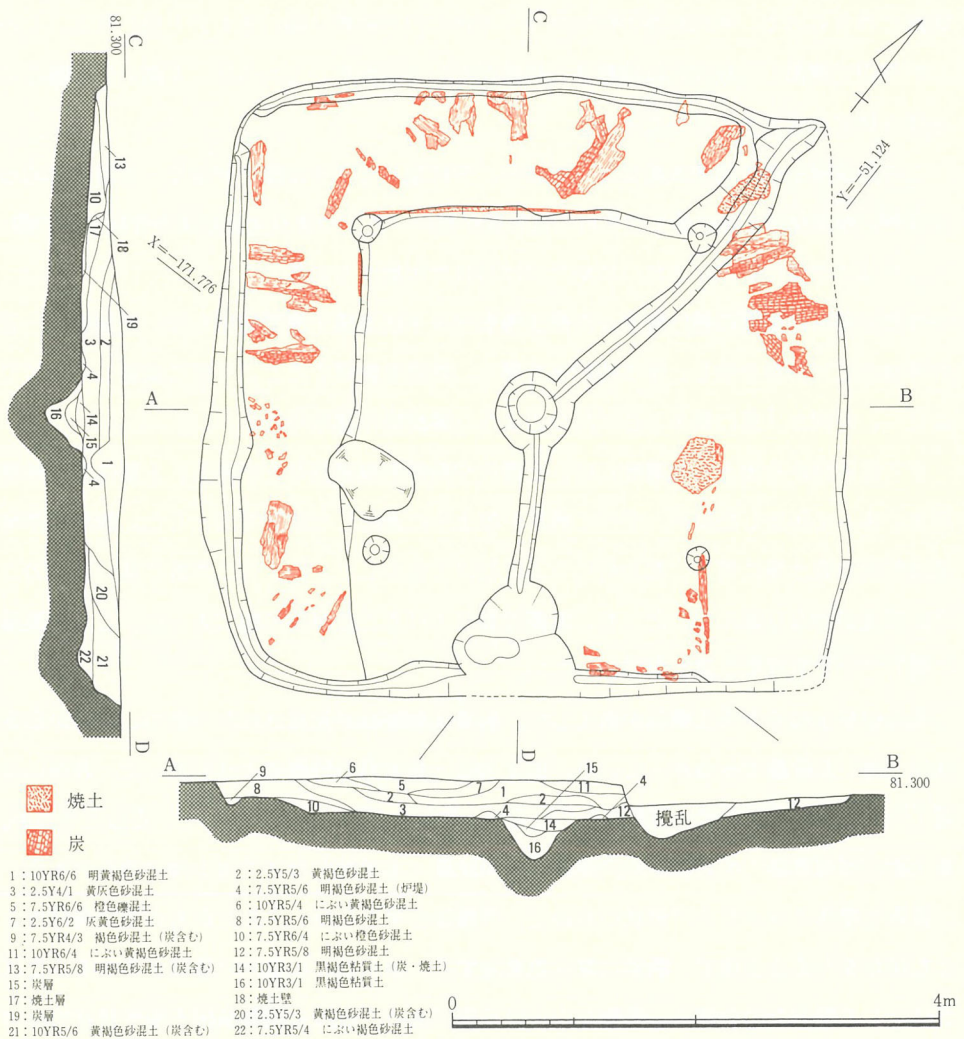 C
81.300
13
10
17
18
19
2
3
4
16
14
15
1
4
20
21
22
D
C
Y=-51.124
X=-171.776
A
B
D
A
B
81.300
9
8
6
10
5
2
3
7
4
1
2
11
15
4
14
12
16
攪乱
12
焼土
炭
1：10YR6/6 明黄褐色砂混土
2：2.5Y5/3 黄褐色砂混土
3：2.5Y4/1 黄灰色砂混土
4：7.5YR5/6 明褐色砂混土（炉堤）
5：7.5YR6/6 橙色礫混土
6：10YR5/4 にぶい黄褐色砂混土
7：2.5Y6/2 灰黄色砂混土
8：7.5YR5/6 明褐色砂混土
9：7.5YR4/3 褐色砂混土（炭含む）
10：7.5YR6/4 にぶい橙色砂混土
11：10YR6/4 にぶい黄褐色砂混土
12：7.5YR5/8 明褐色砂混土
13：7.5YR5/8 明褐色砂混土（炭含む）
14：10YR3/1 黒褐色粘質土（炭・焼土）
15：炭層
16：10YR3/1 黒褐色粘質土
17：焼土層
18：焼土壁
19：炭層
20：2.5Y5/3 黄褐色砂混土（炭含む）
21：10YR5/6 黄褐色砂混土（炭含む）
22：7.5YR5/4 にぶい褐色砂混土
0
4m